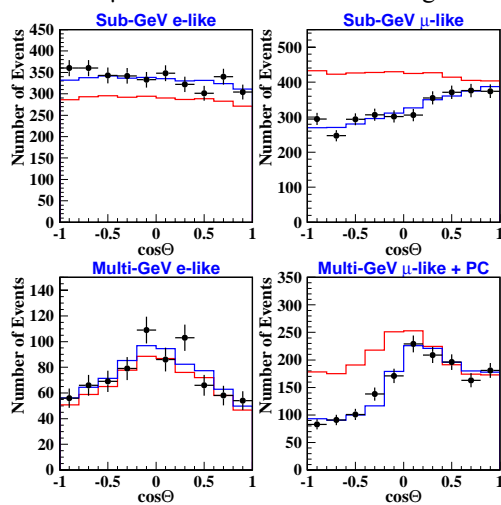 Sub-GeV e-like
Number of Events
450
400
350
300
250
200
150
100
50
0
-1 -0.5 0 0.5 1
cosΘ
Sub-GeV μ-like
Number of Events
500
400
300
200
100
0
-1 -0.5 0 0.5 1
cosΘ
Multi-GeV e-like
Number of Events
140
120
100
80
60
40
20
0
-1 -0.5 0 0.5 1
cosΘ
Multi-GeV μ-like + PC
Number of Events
350
300
250
200
150
100
50
0
-1 -0.5 0 0.5 1
cosΘ